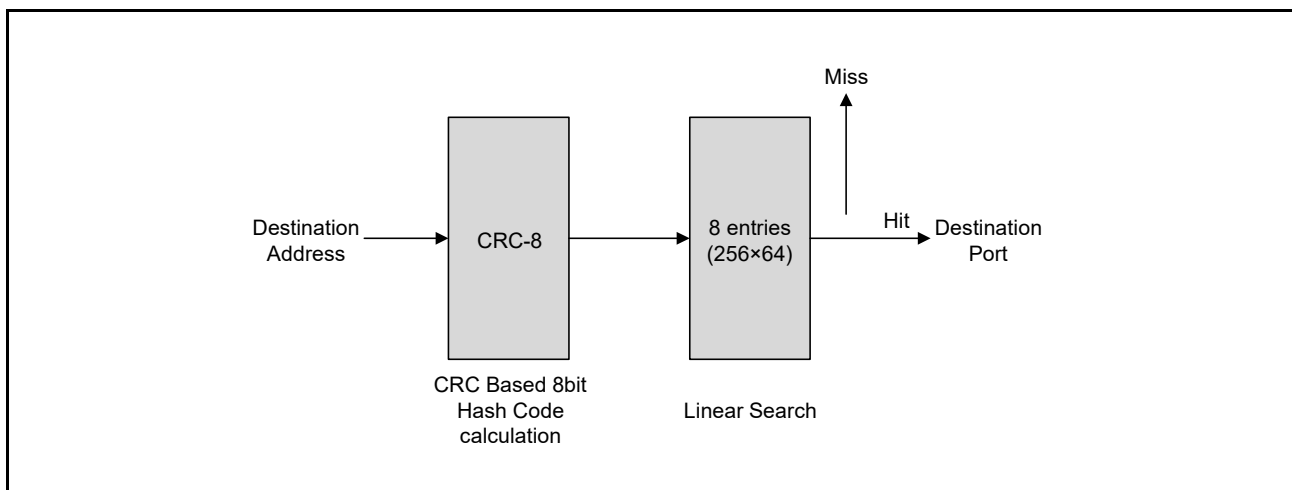 Miss
Destination
Address
CRC-8
8 entries
(256×64)
Hit
Destination
Port
CRC Based 8bit
Hash Code
calculation
Linear Search